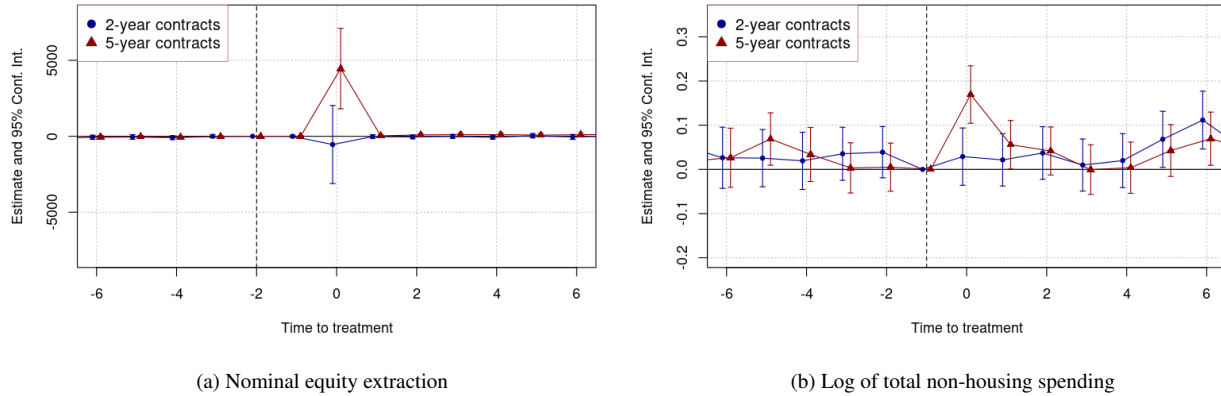 2-year contracts
5-year contracts
Estimate and 95% Conf. Int.
5000
0
-5000
-6 -4 -2 0 2 4 6
Time to treatment
(a) Nominal equity extraction
2-year contracts
5-year contracts
Estimate and 95% Conf. Int.
0.3
0.2
0.1
0.0
-0.1
-0.2
-6 -4 -2 0 2 4 6
Time to treatment
(b) Log of total non-housing spending